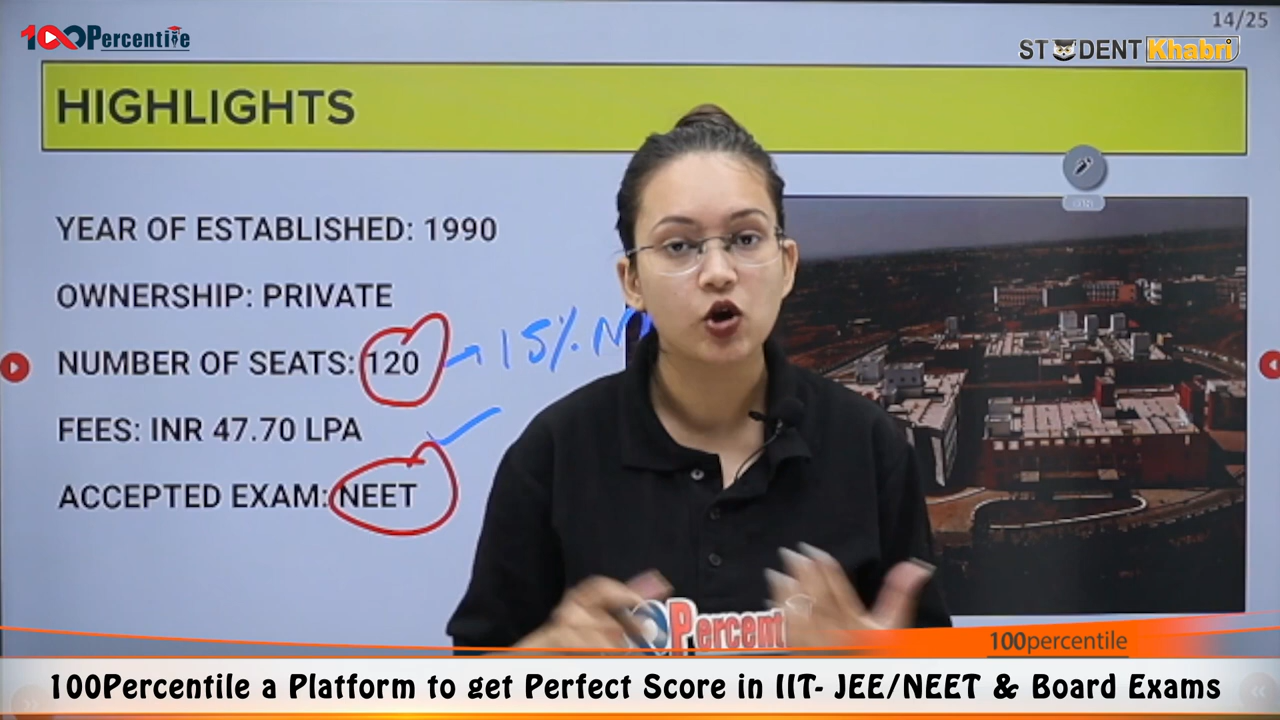 100Percentile
14/25
STUDENT Khabri
HIGHLIGHTS
YEAR OF ESTABLISHED: 1990
OWNERSHIP: PRIVATE
NUMBER OF SEATS: 120
15%
FEES: INR 47.70 LPA
ACCEPTED EXAM: NEET
Percent
100percentile
100Percentile a Platform to get Perfect Score in IIT- JEE/NEET & Board Exams